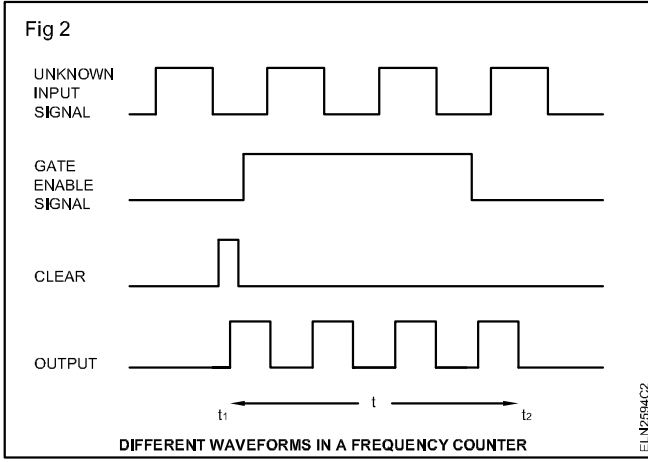 Fig 2
UNKNOWN
INPUT
SIGNAL
GATE
ENABLE
SIGNAL
CLEAR
OUTPUT
t1
t
t2
DIFFERENT WAVEFORMS IN A FREQUENCY COUNTER
ELN2594C2